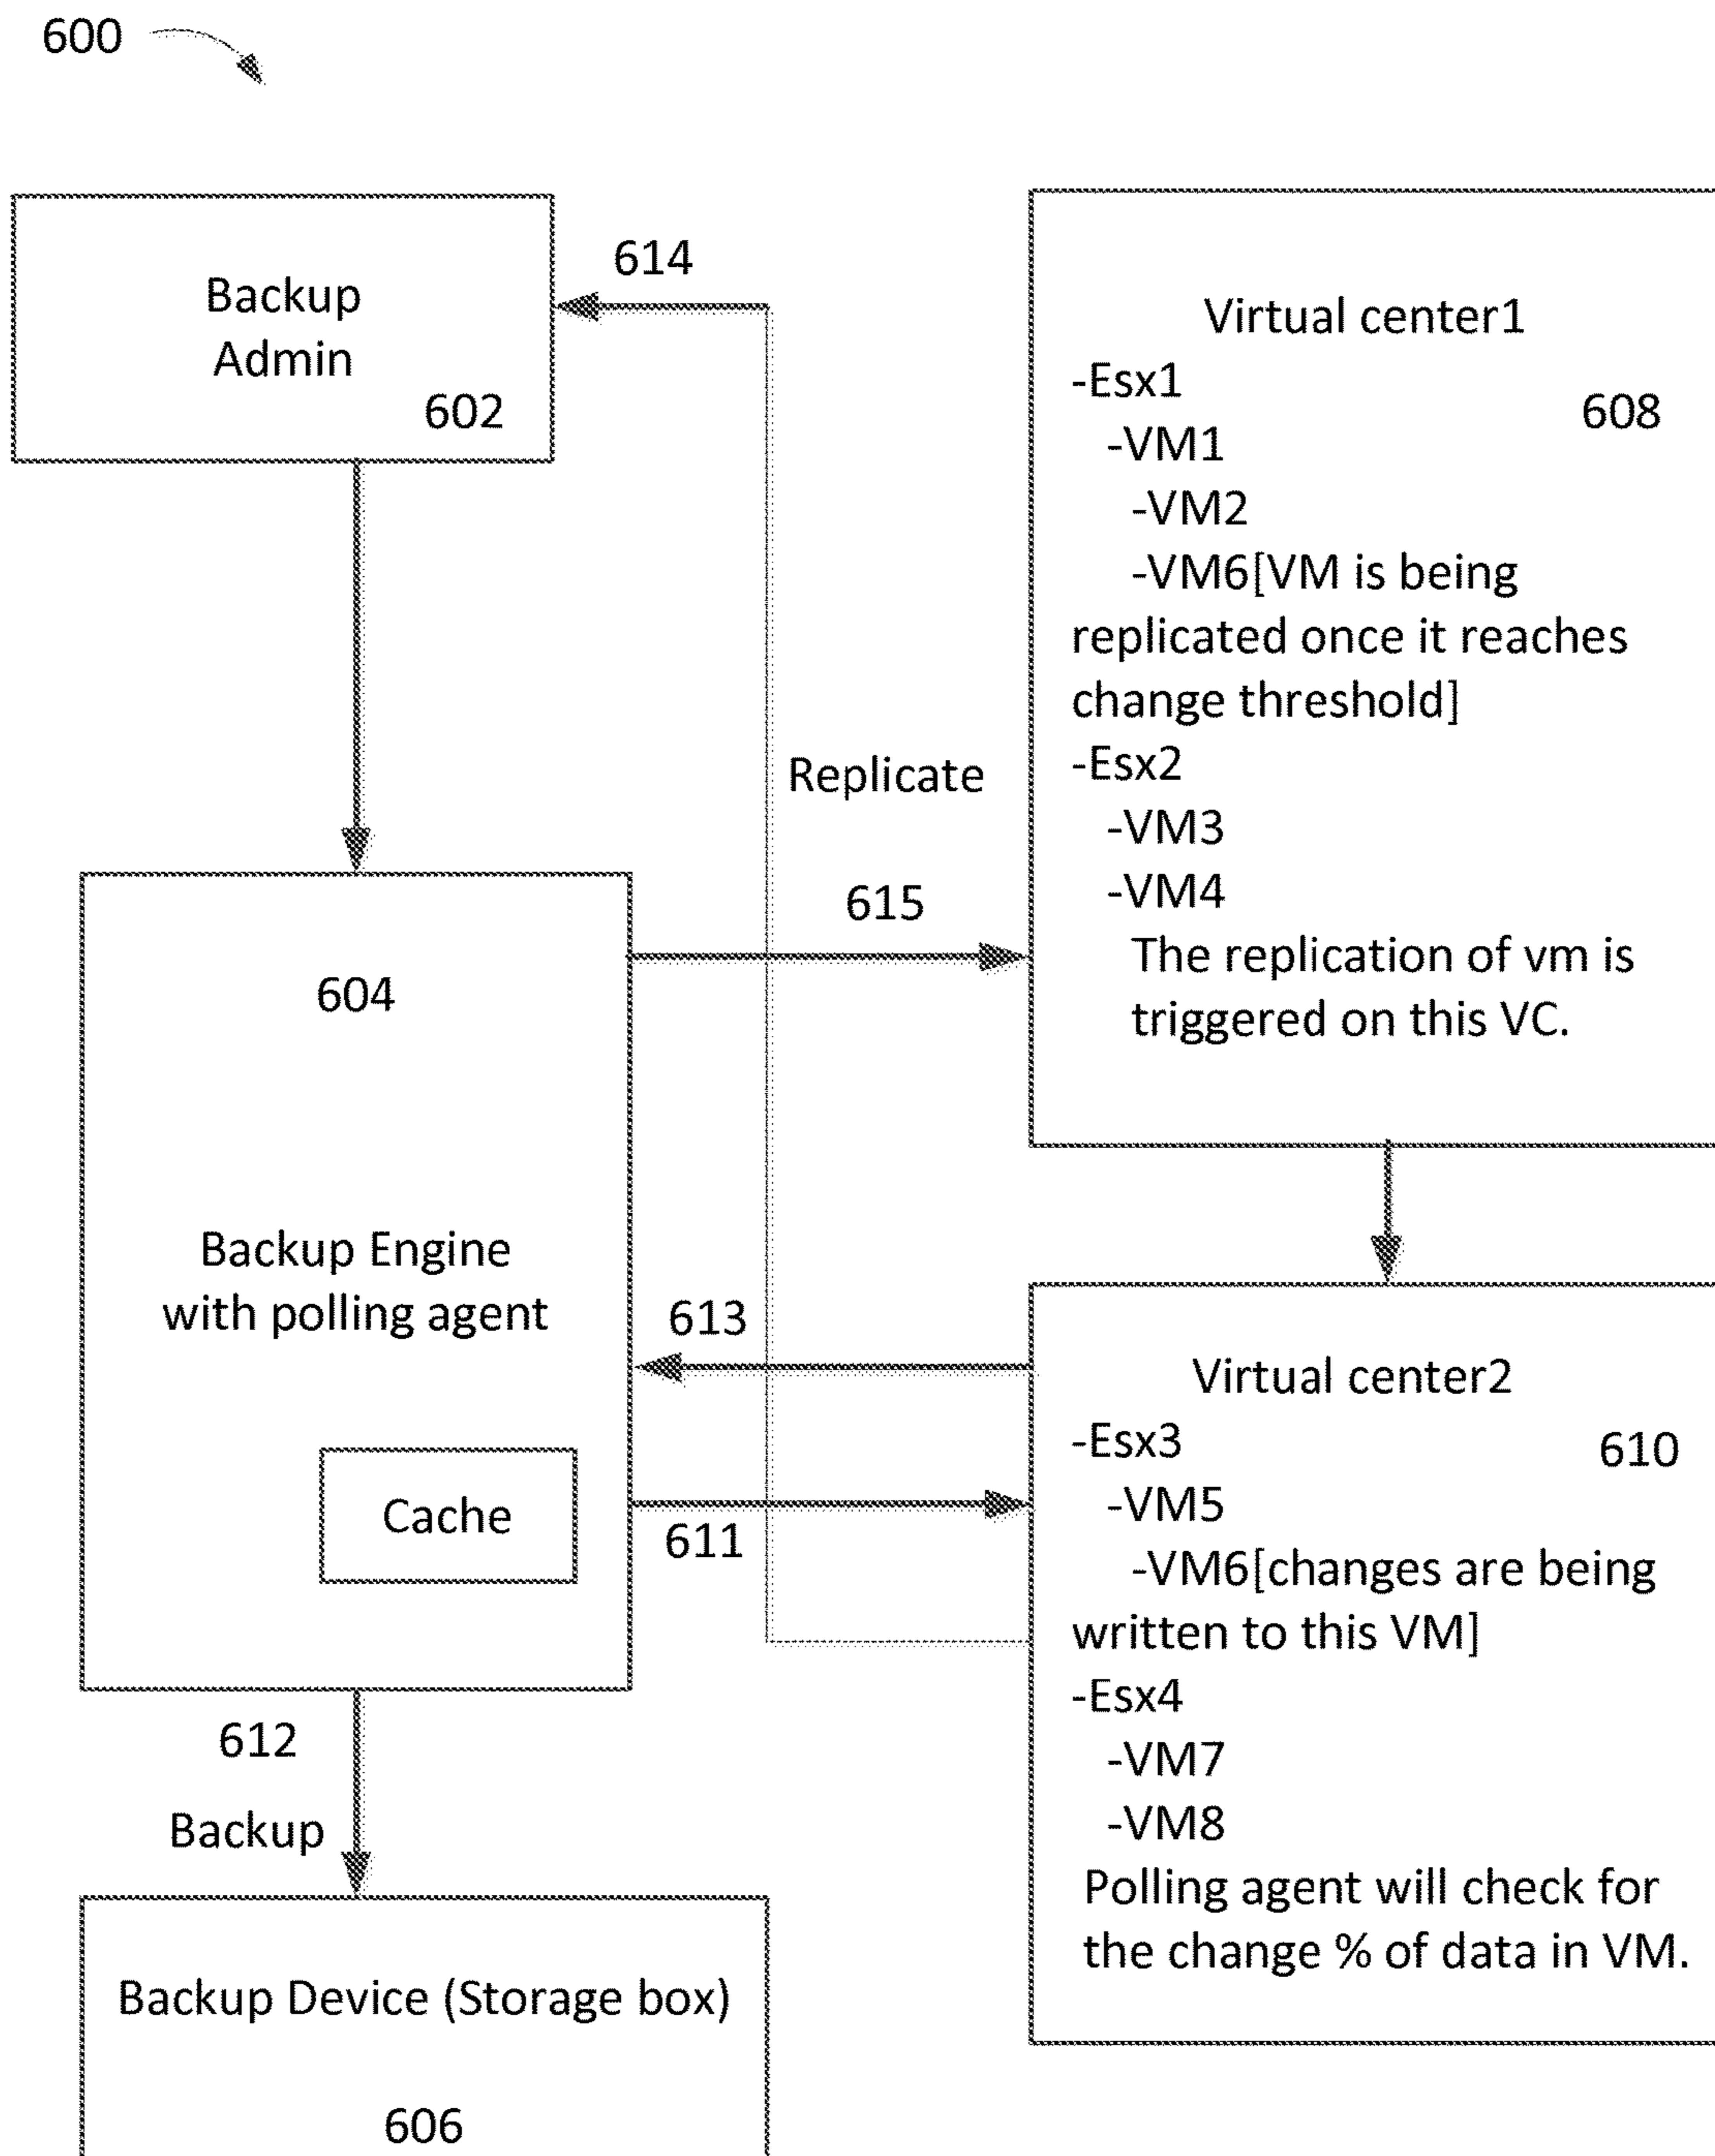 600
Backup
Admin
602
614
Virtual center1
-Esx1
608
-VM1
-VM2
-VM6[VM is being
replicated once it reaches
change threshold]
-Esx2
-VM3
-VM4
The replication of vm is
triggered on this VC.
Replicate
615
604
Backup Engine
with polling agent
Cache
613
611
Virtual center2
-Esx3
610
-VM5
-VM6[changes are being
written to this VM]
-Esx4
-VM7
-VM8
Polling agent will check for
the change % of data in VM.
612
Backup
Backup Device (Storage box)
606